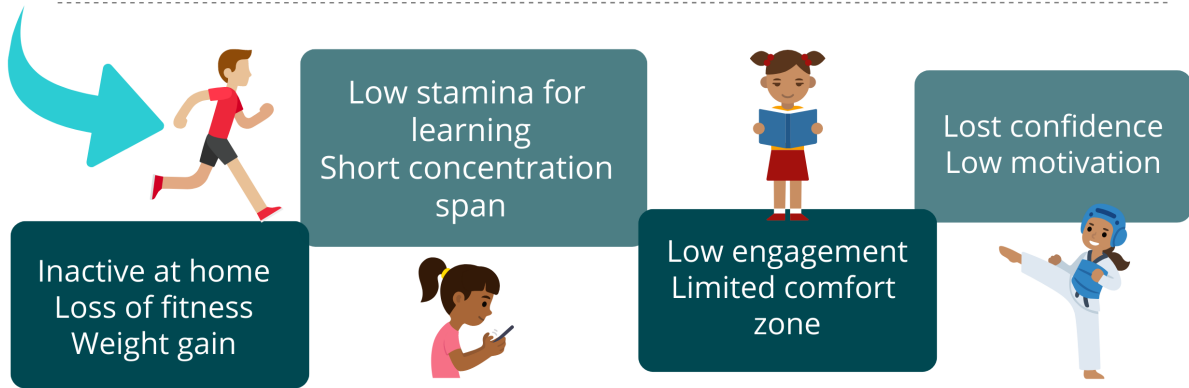 Inactive at home
Loss of fitness
Weight gain
Low stamina for
learning
Short concentration
span
Low engagement
Limited comfort
zone
Lost confidence
Low motivation